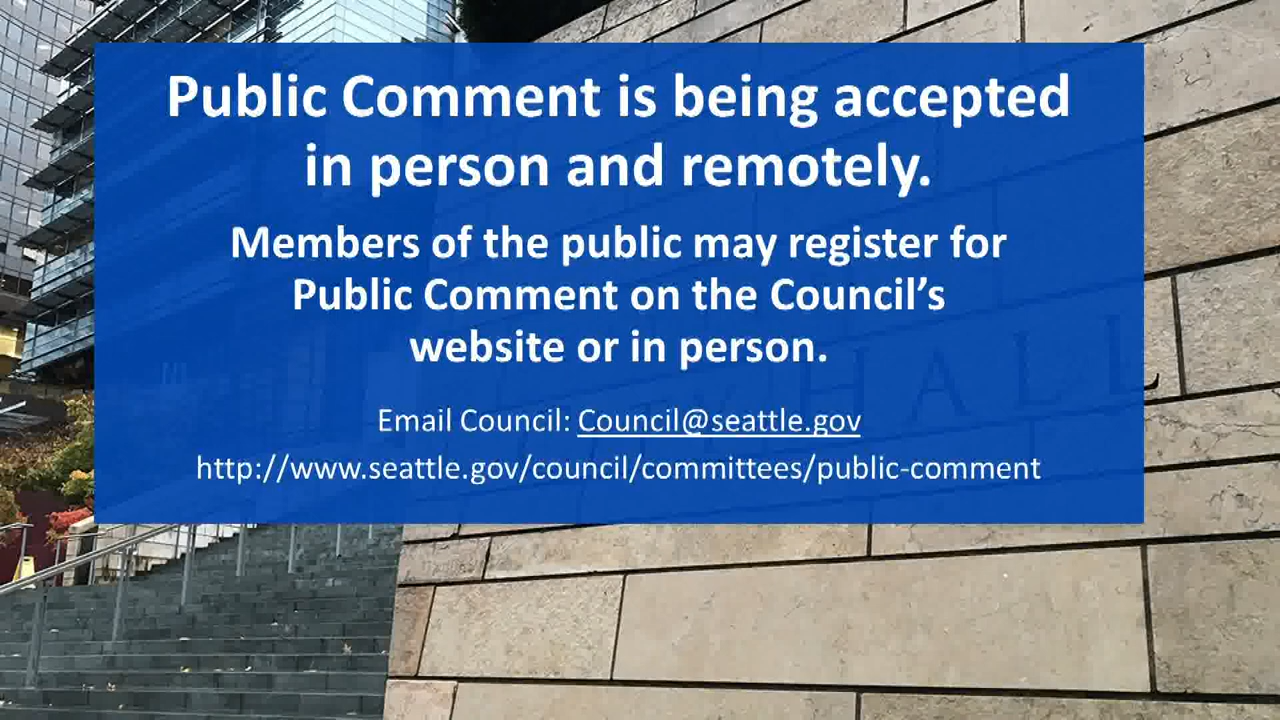 Public Comment is being accepted
in person and remotely.
Members of the public may register for
Public Comment on the Council's
website or in person.
HALL
Email Council: Council@seattle.gov
http://www.seattle.gov/council/committees/public-comment